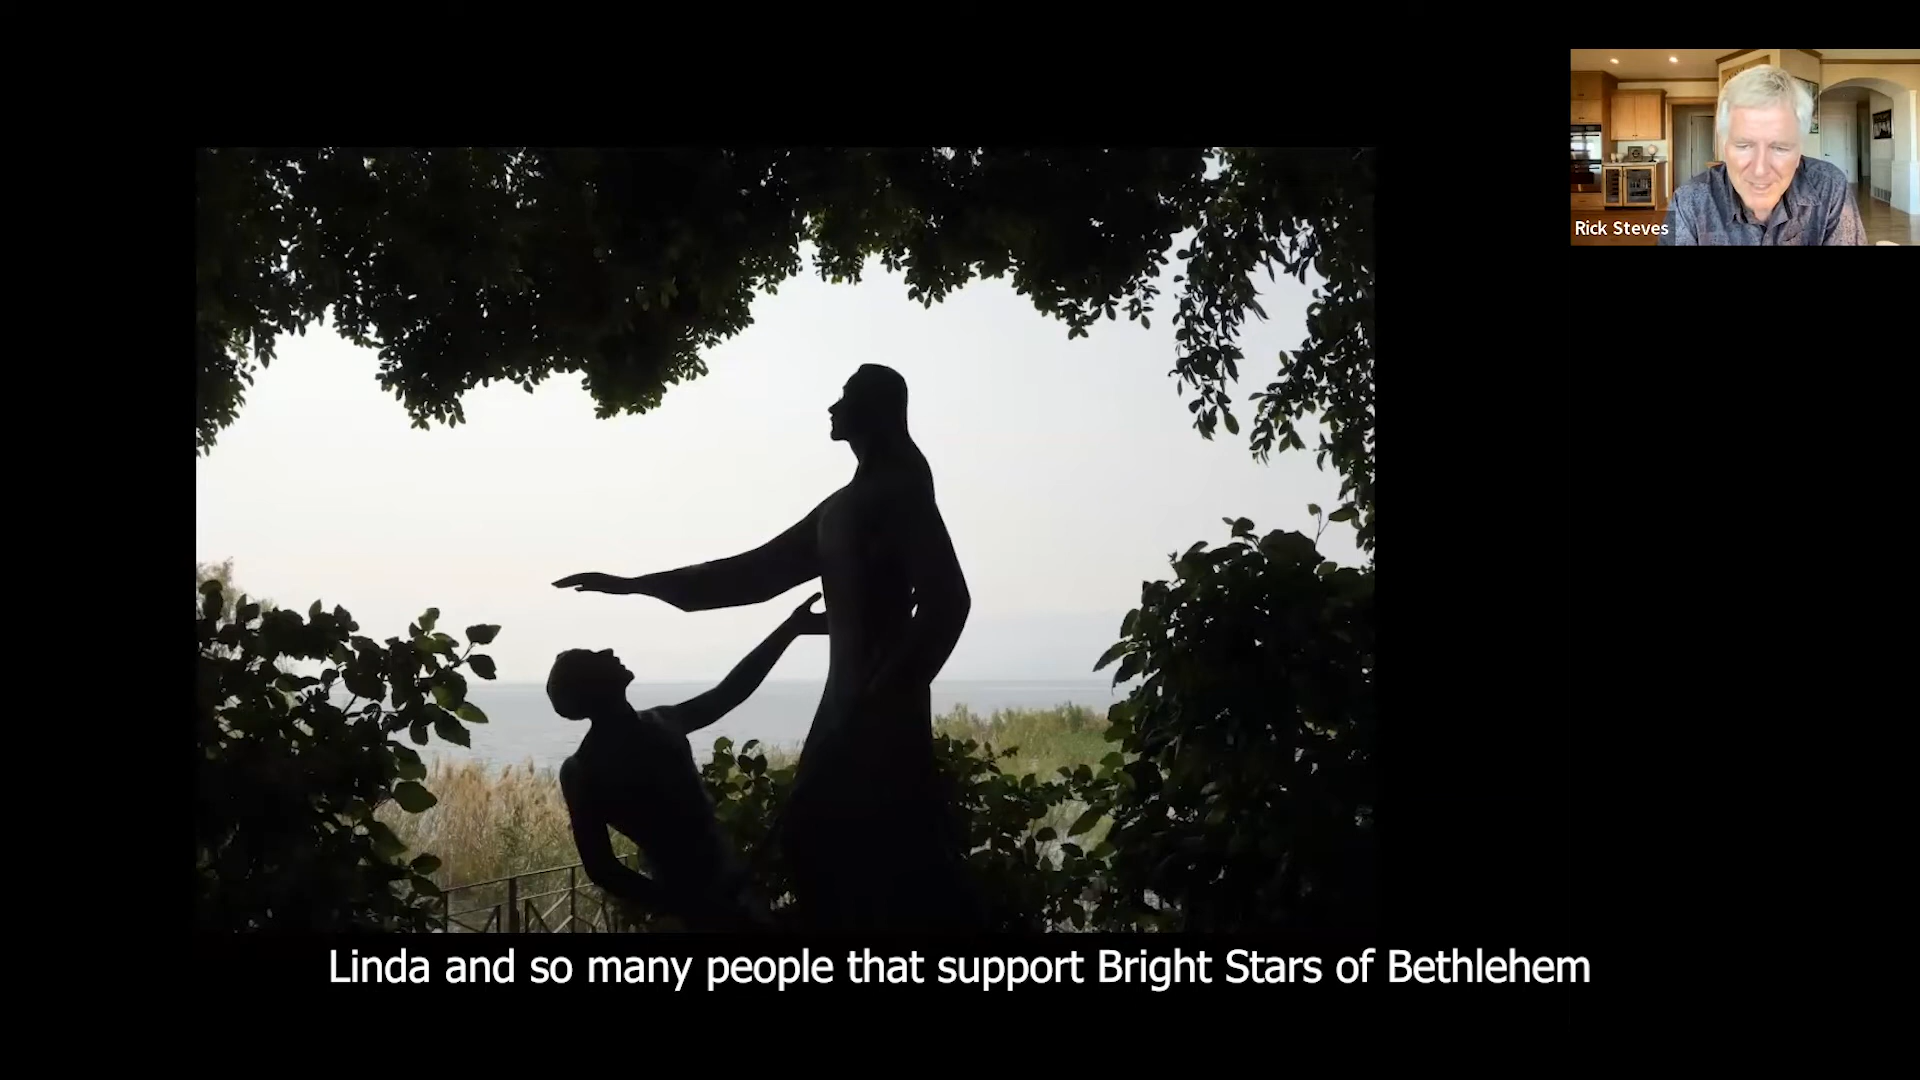 Rick Steves
Linda and so many people that support Bright Stars of Bethlehem